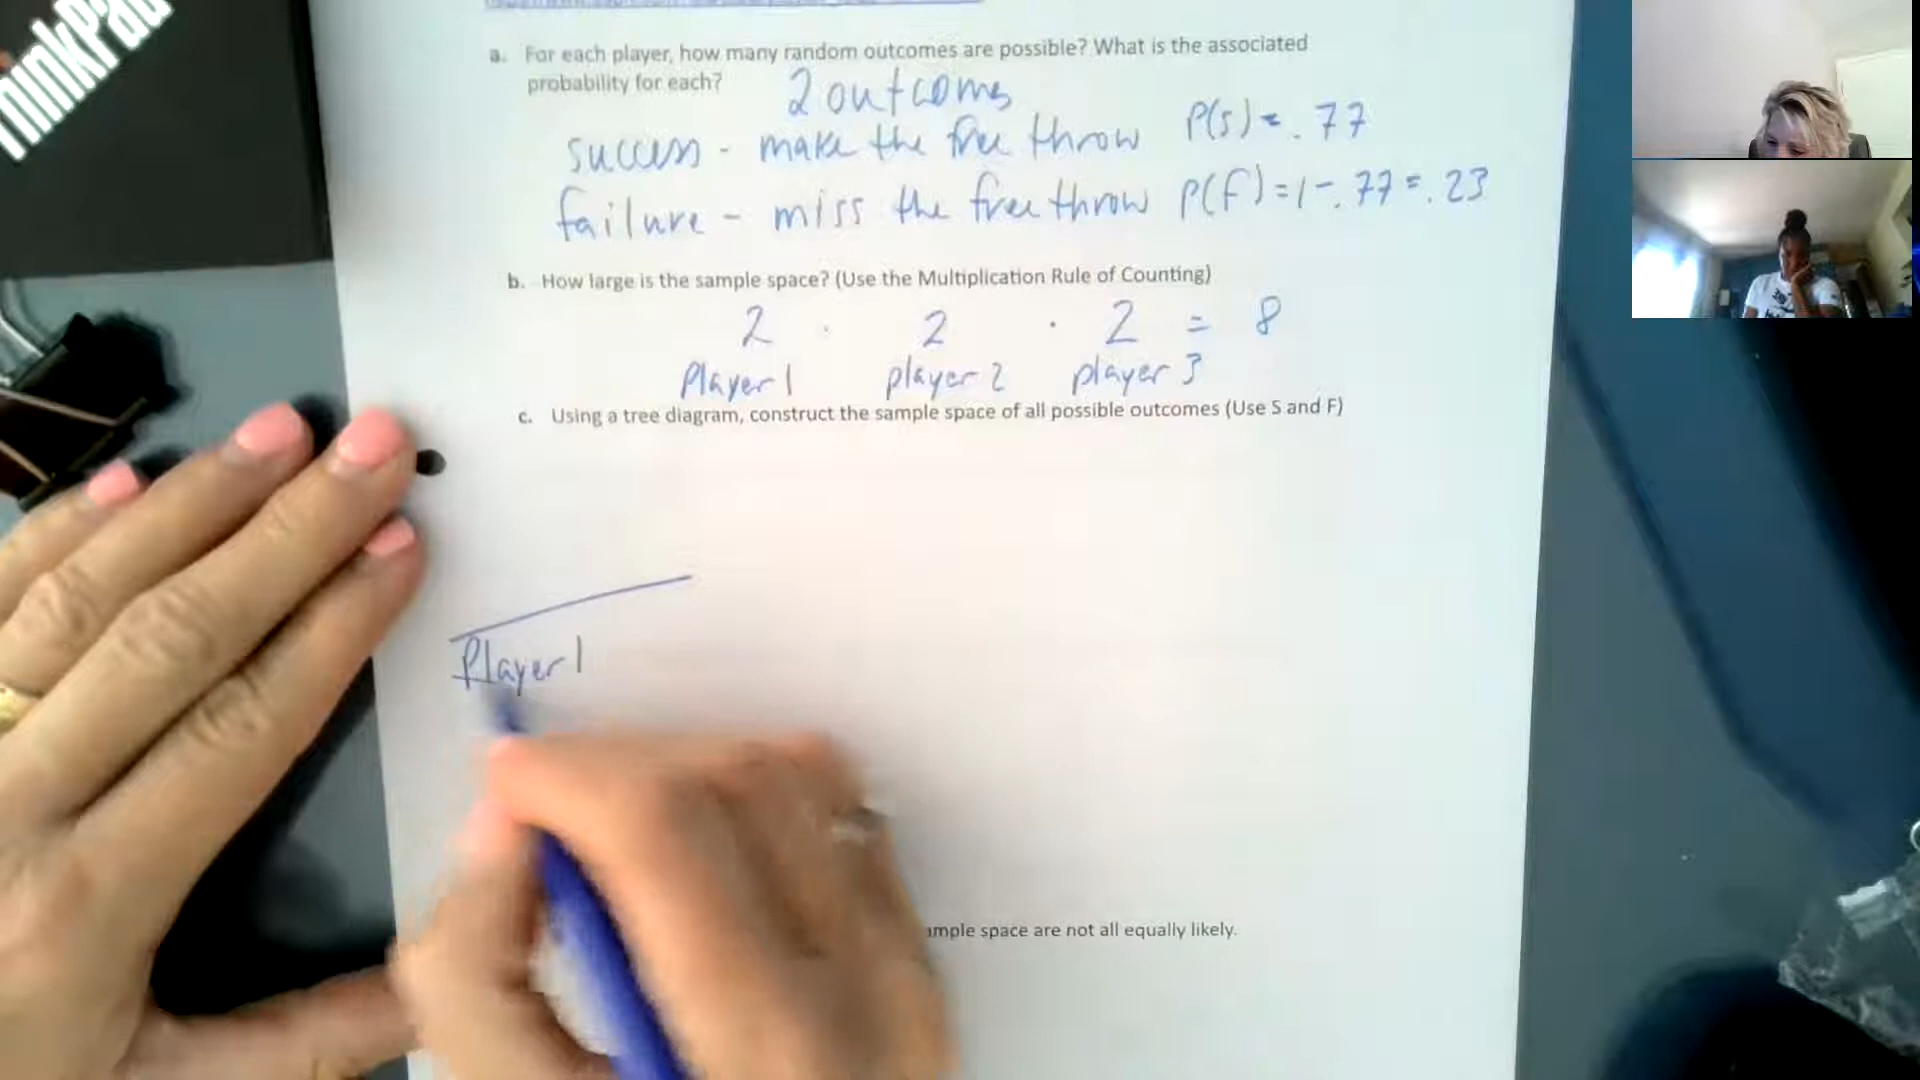 ThinkPad
a. For each player, how many random outcomes are possible? What is the associated
probability for each? 2 outcomes
success - make the free throw P(s) = .77
failure - miss the free throw P(F) = 1 - .77 = .23
b. How large is the sample space? (Use the Multiplication Rule of Counting)
2 · 2 · 2 = 8
Player 1 player 2 player 3
c. Using a tree diagram, construct the sample space of all possible outcomes (Use S and F)
Player 1
ample space are not all equally likely.